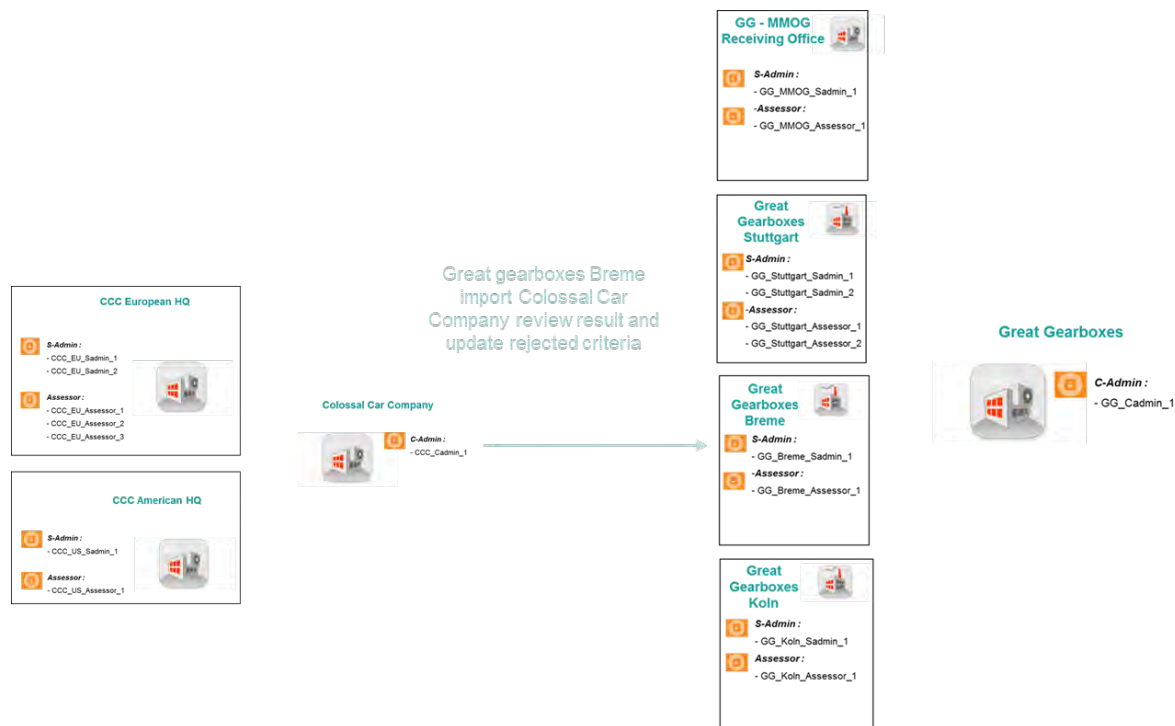 GG - MMOG
Receiving Office
S-Admin :
- GG_MMOG_Sadmin_1
-Assessor :
- GG_MMOG_Assessor_1
Great
Gearboxes
Stuttgart
S-Admin :
- GG_Stuttgart_Sadmin_1
- GG_Stuttgart_Sadmin_2
-Assessor :
- GG_Stuttgart_Assessor_1
- GG_Stuttgart_Assessor_2
Great gearboxes Breme
import Colossal Car
Company review result and
update rejected criteria
CCC European HQ
S-Admin :
- CCC_EU_Sadmin_1
- CCC_EU_Sadmin_2
Assessor :
- CCC_EU_Assessor_1
- CCC_EU_Assessor_2
- CCC_EU_Assessor_3
Great Gearboxes
C-Admin :
- GG_Cadmin_1
Colossal Car Company
C-Admin :
- CCC_Cadmin_1
Great
Gearboxes
Breme
S-Admin :
- GG_Breme_Sadmin_1
-Assessor :
- GG_Breme_Assessor_1
CCC American HQ
S-Admin :
- CCC_US_Sadmin_1
Assessor :
- CCC_US_Assessor_1
Great
Gearboxes
Koln
S-Admin :
- GG_Koln_Sadmin_1
Assessor :
- GG_Koln_Assessor_1